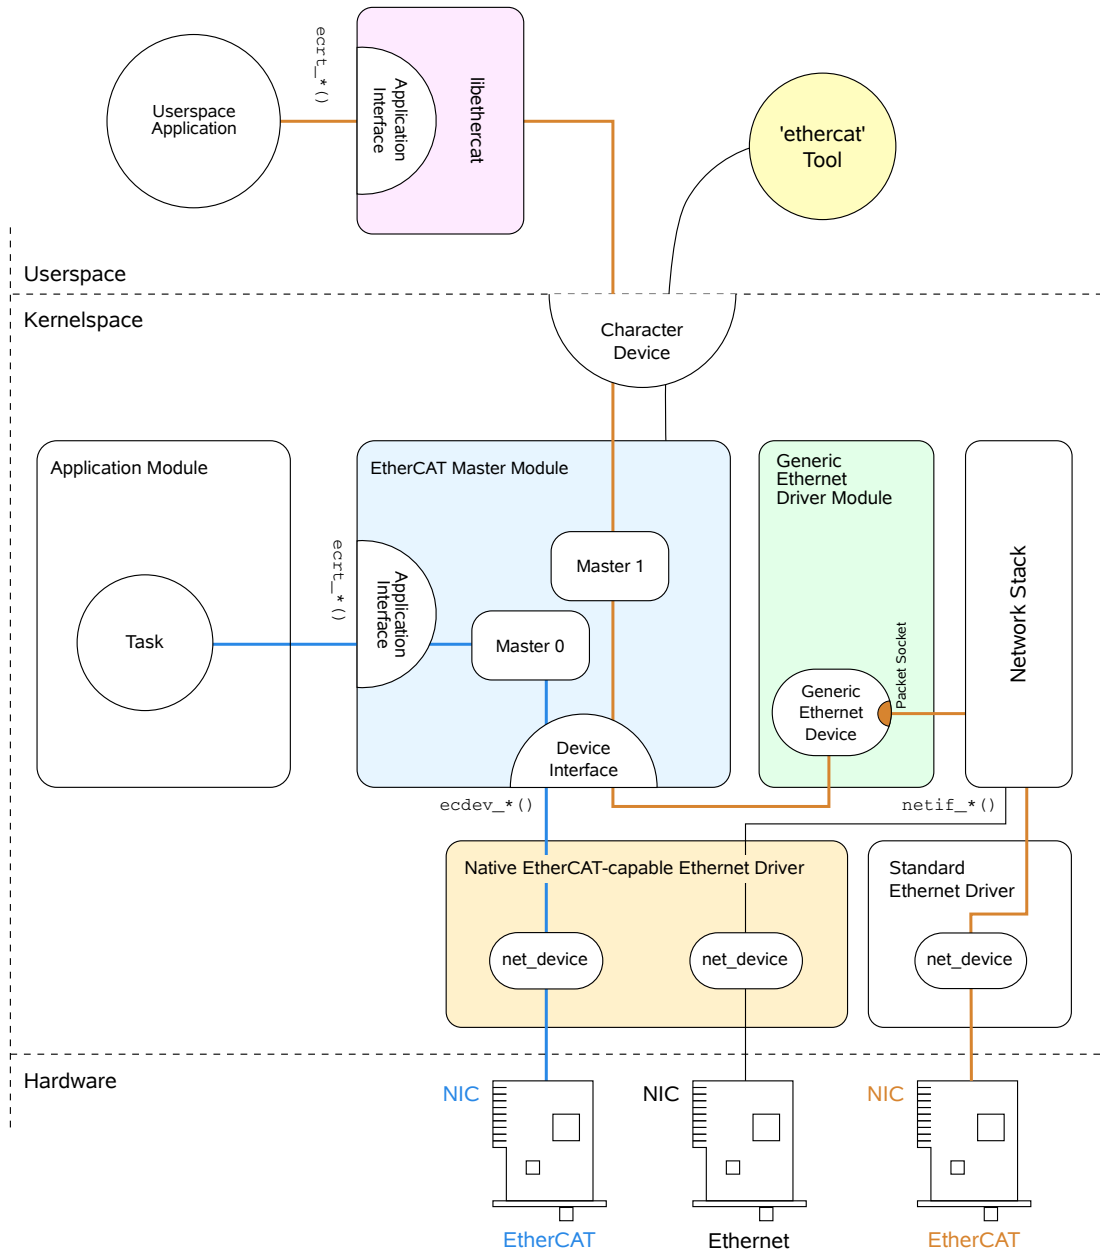 Userspace
Application
ecrt_*()
Application
Interface
libethercat
'ethercat'
Tool
Userspace
Kernelspace
Character
Device
Application Module
Task
EtherCAT Master Module
ecrt_*()
Application
Interface
Master 1
Master 0
Device
Interface
Generic
Ethernet
Driver Module
Generic
Ethernet
Device
Packet Socket
Network Stack
ecdev_*()
netif_*()
Native EtherCAT-capable Ethernet Driver
net_device
net_device
Standard
Ethernet Driver
net_device
Hardware
NIC
NIC
NIC
EtherCAT
Ethernet
EtherCAT